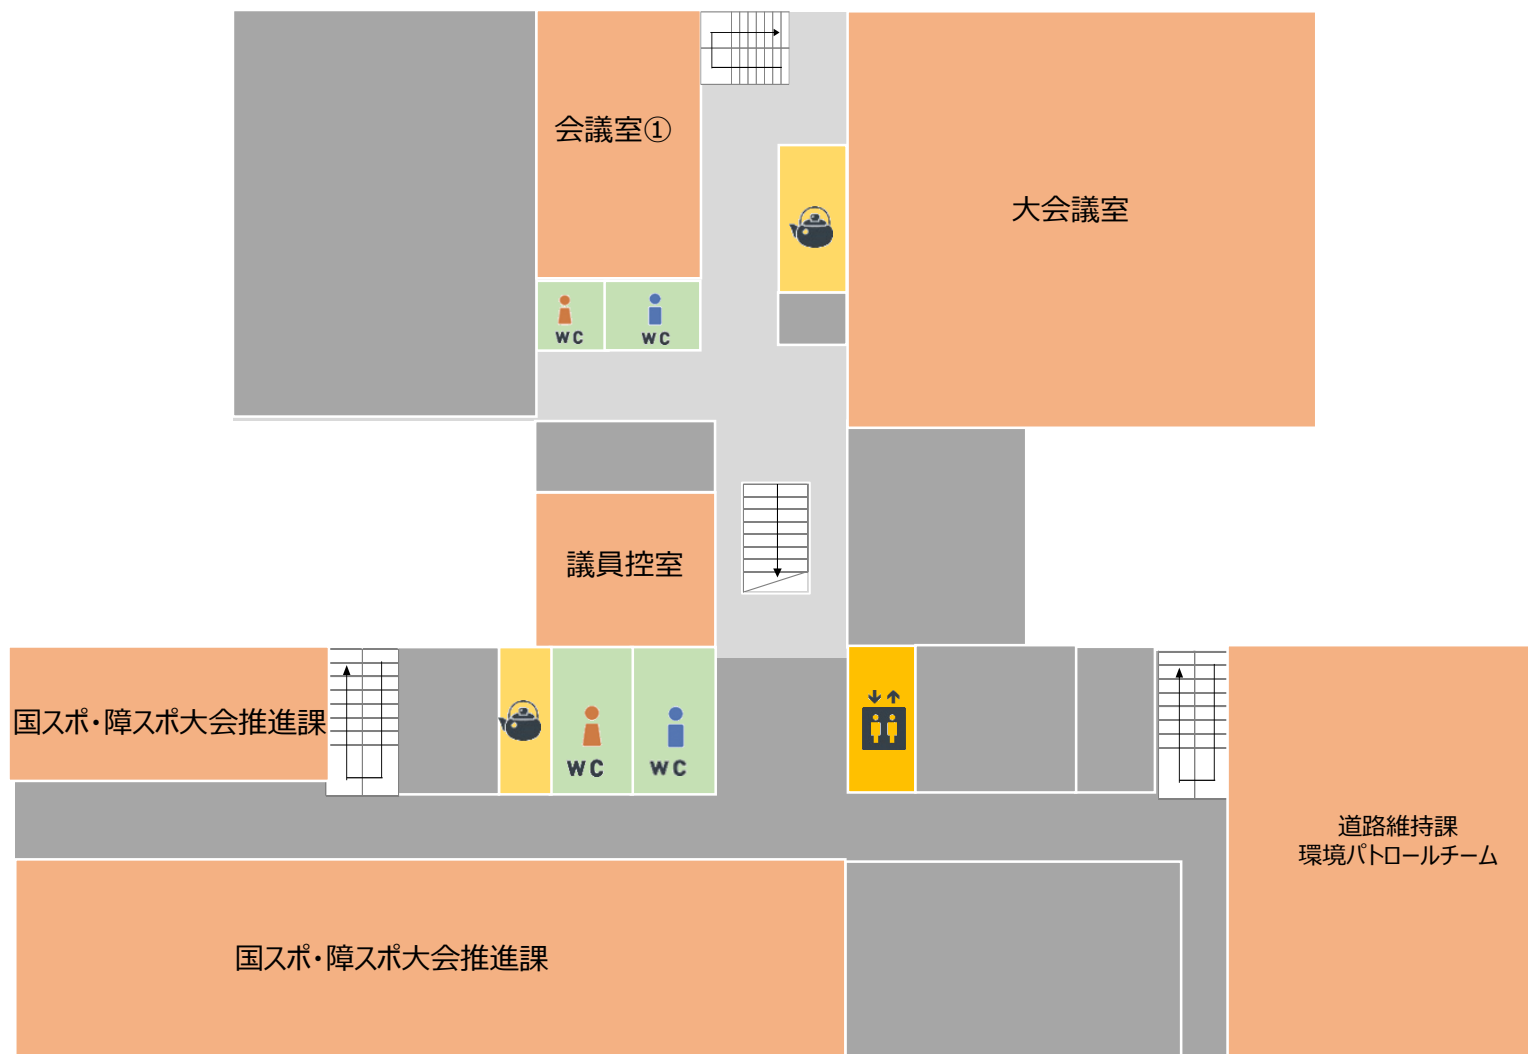 会議室①
大会議室
WC
WC
議員控室
国スポ・障スポ大会推進課
WC
WC
道路維持課
環境パトロールチーム
国スポ・障スポ大会推進課